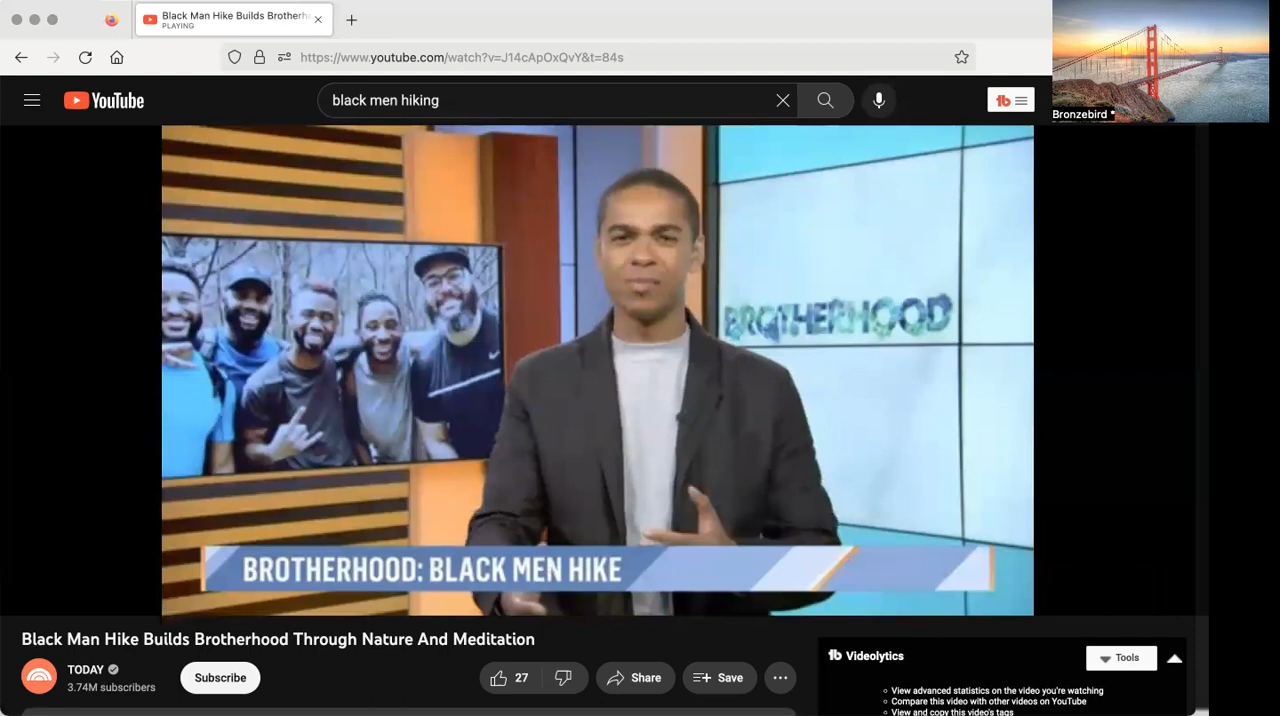 Black Man Hike Builds Brotherh
PLAYING
https://www.youtube.com/watch?v=J14cApOxQvY&t=84s
YouTube
black men hiking
tb
Bronzebird *
BROTHERHOOD
BROTHERHOOD: BLACK MEN HIKE
Black Man Hike Builds Brotherhood Through Nature And Meditation
TODAY
3.74M subscribers
Subscribe
27
Share
Save
tb Videolytics
Tools
View advanced statistics on the video you're watching
Compare this video with other videos on YouTube
View and copy this video's tags